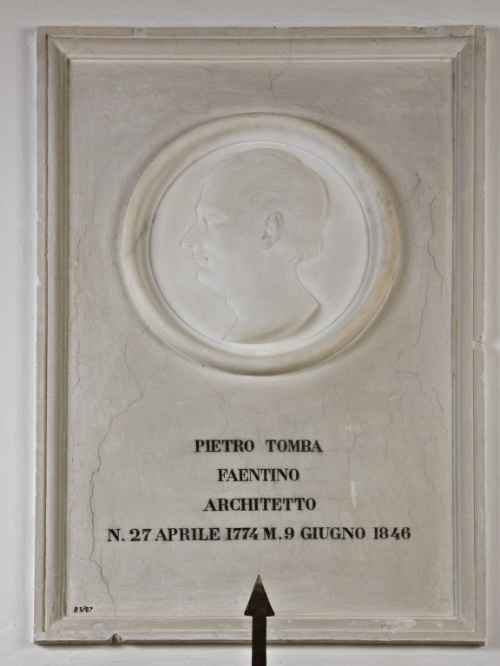 PIETRO TOMBA
FAENTINO
ARCHITETTO
N. 27 APRILE 1774 M. 9 GIUGNO 1846